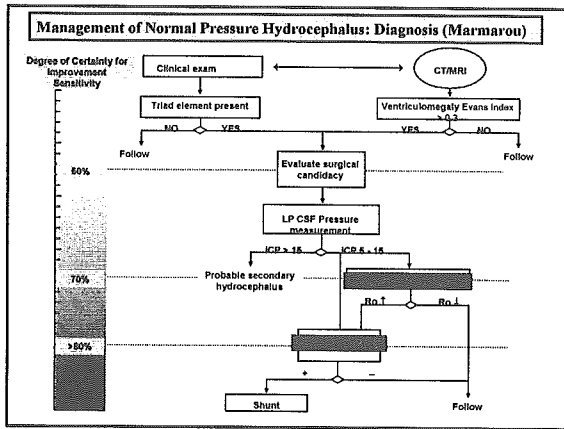 Management of Normal Pressure Hydrocephalus: Diagnosis (Marmarou)
Degree of Certainty for
Improvement
Sensitivity
Clinical exam
CT/MRI
Triad element present
Ventriculomegaly Evans Index
> 0.3
NO YES
YES NO
Follow
Follow
Evaluate surgical
candidacy
60%
LP CSF Pressure
measurement
ICP > 15
ICP 5 - 15
Probable secondary
hydrocephalus
70%
Ro ↑
Ro ↓
>80%
+ –
Shunt
Follow